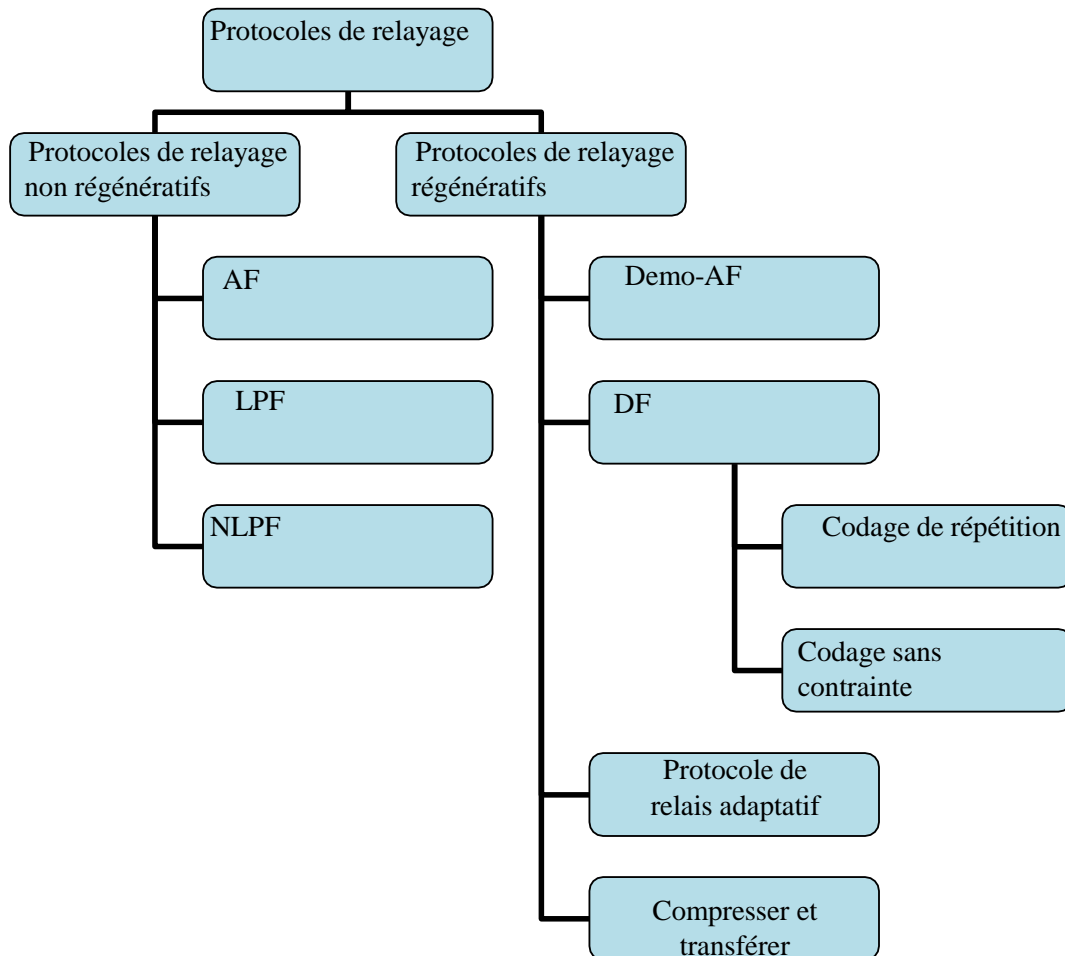 Protocoles de relayage
Protocoles de relayage
non régénératifs
Protocoles de relayage
régénératifs
AF
LPF
NLPF
Demo-AF
DF
Codage de répétition
Codage sans
contrainte
Protocole de
relais adaptatif
Compresser et
transférer